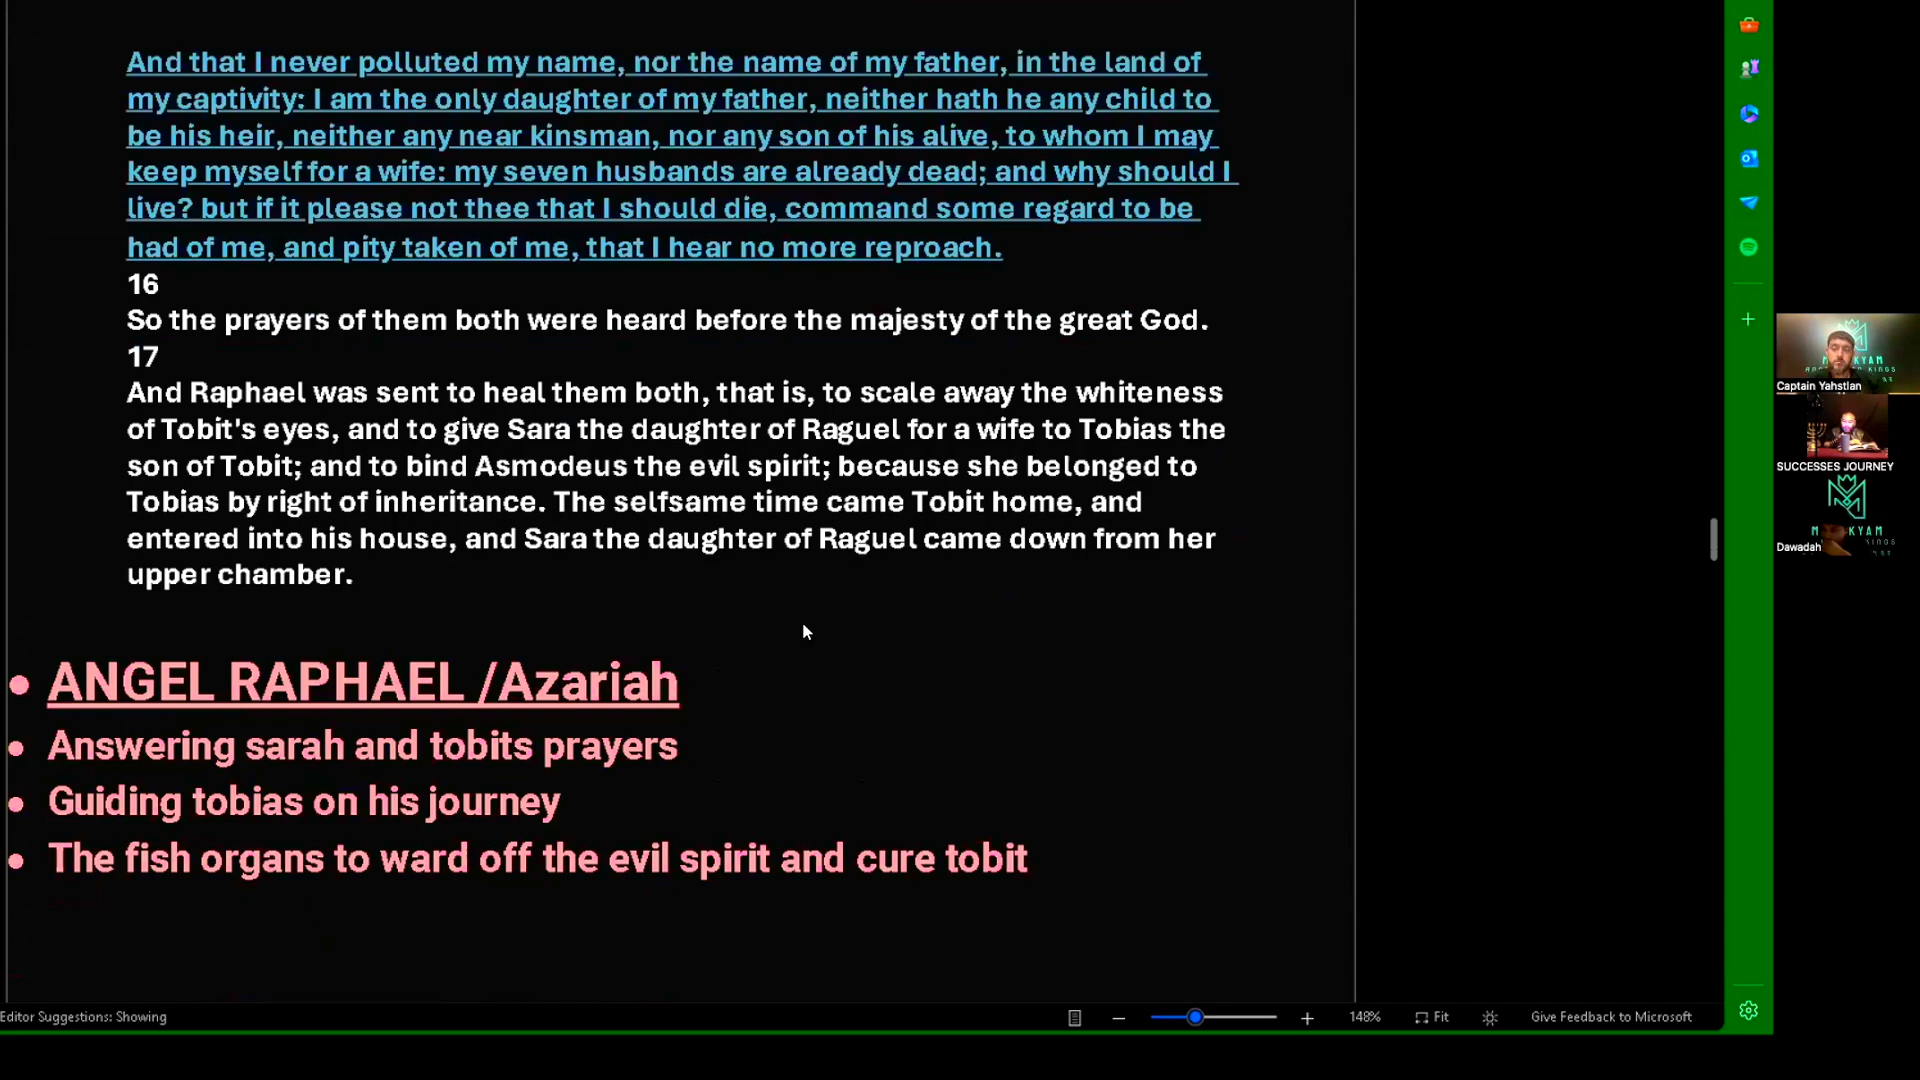 And that I never polluted my name, nor the name of my father, in the land of
my captivity: I am the only daughter of my father, neither hath he any child to
be his heir, neither any near kinsman, nor any son of his alive, to whom I may
keep myself for a wife: my seven husbands are already dead; and why should I
live? but if it please not thee that I should die, command some regard to be
had of me, and pity taken of me, that I hear no more reproach.
16
So the prayers of them both were heard before the majesty of the great God.
17
And Raphael was sent to heal them both, that is, to scale away the whiteness
of Tobit's eyes, and to give Sara the daughter of Raguel for a wife to Tobias the
son of Tobit; and to bind Asmodeus the evil spirit; because she belonged to
Tobias by right of inheritance. The selfsame time came Tobit home, and
entered into his house, and Sara the daughter of Raguel came down from her
upper chamber.
• ANGEL RAPHAEL /Azariah
• Answering sarah and tobits prayers
• Guiding tobias on his journey
• The fish organs to ward off the evil spirit and cure tobit
Captain Yahstian
SUCCESSES JOURNEY
Dawadah
Editor Suggestions: Showing
148%
Fit
Give Feedback to Microsoft